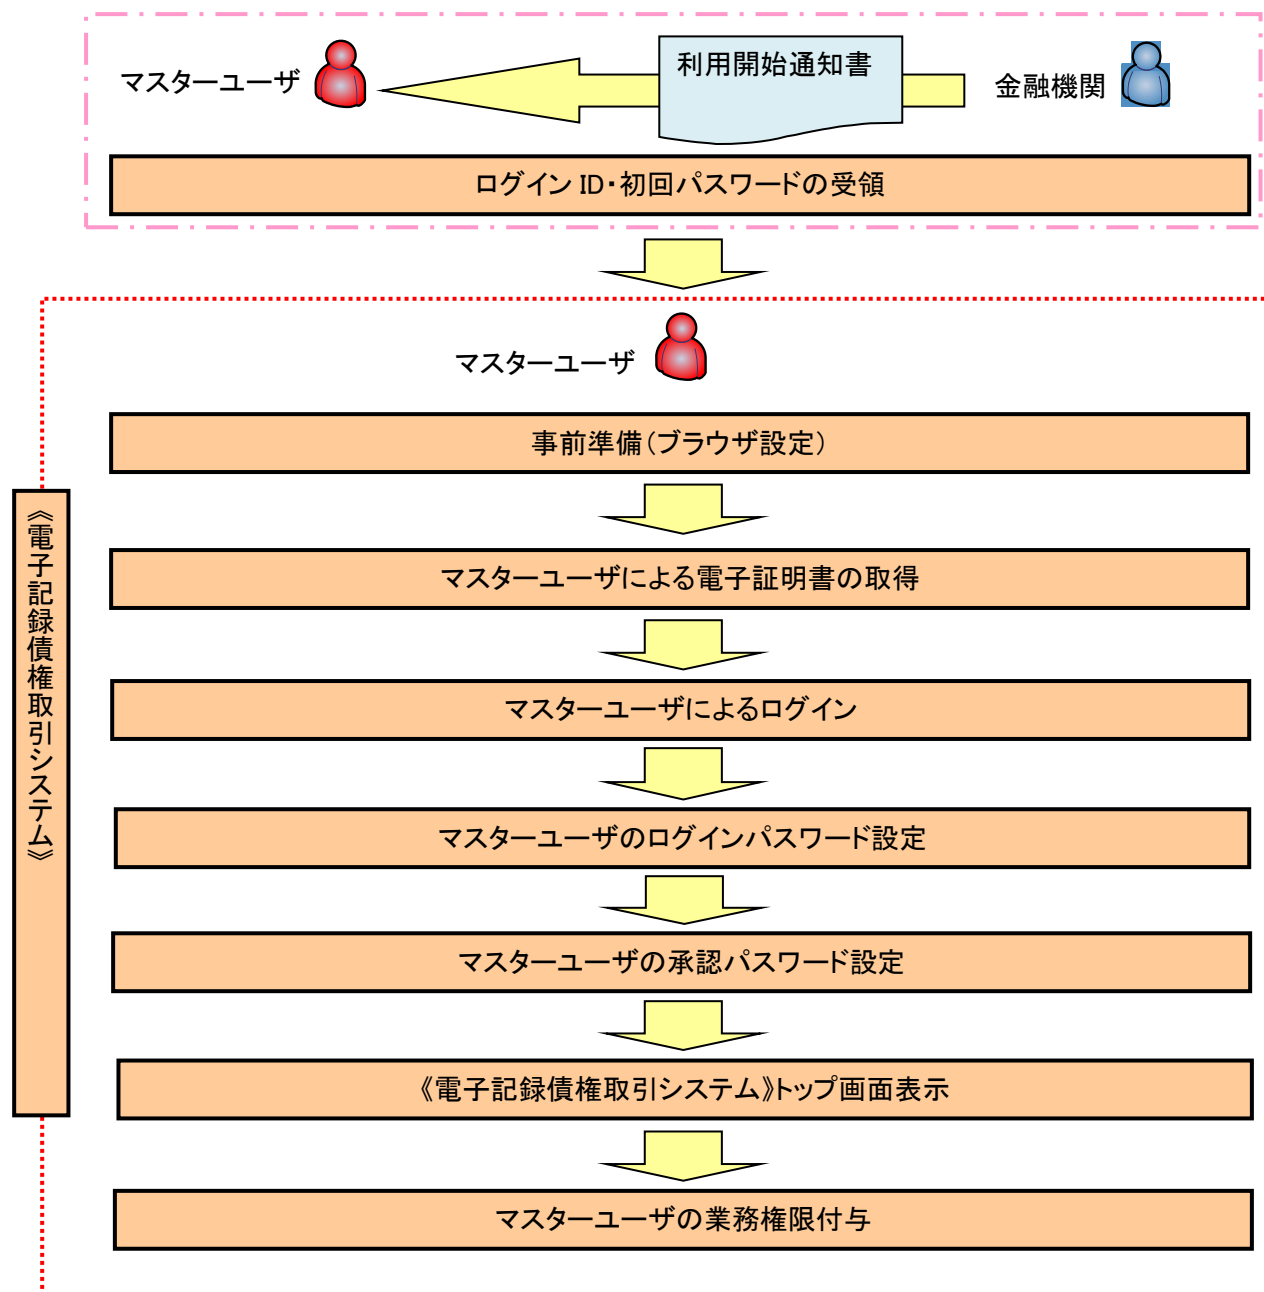 マスターユーザ
利用開始通知書
金融機関
ログイン ID・初回パスワードの受領
マスターユーザ
事前準備(ブラウザ設定)
マスターユーザによる電子証明書の取得
マスターユーザによるログイン
マスターユーザのログインパスワード設定
マスターユーザの承認パスワード設定
《電子記録債権取引システム》トップ画面表示
マスターユーザの業務権限付与
《電子記録債権取引システム》